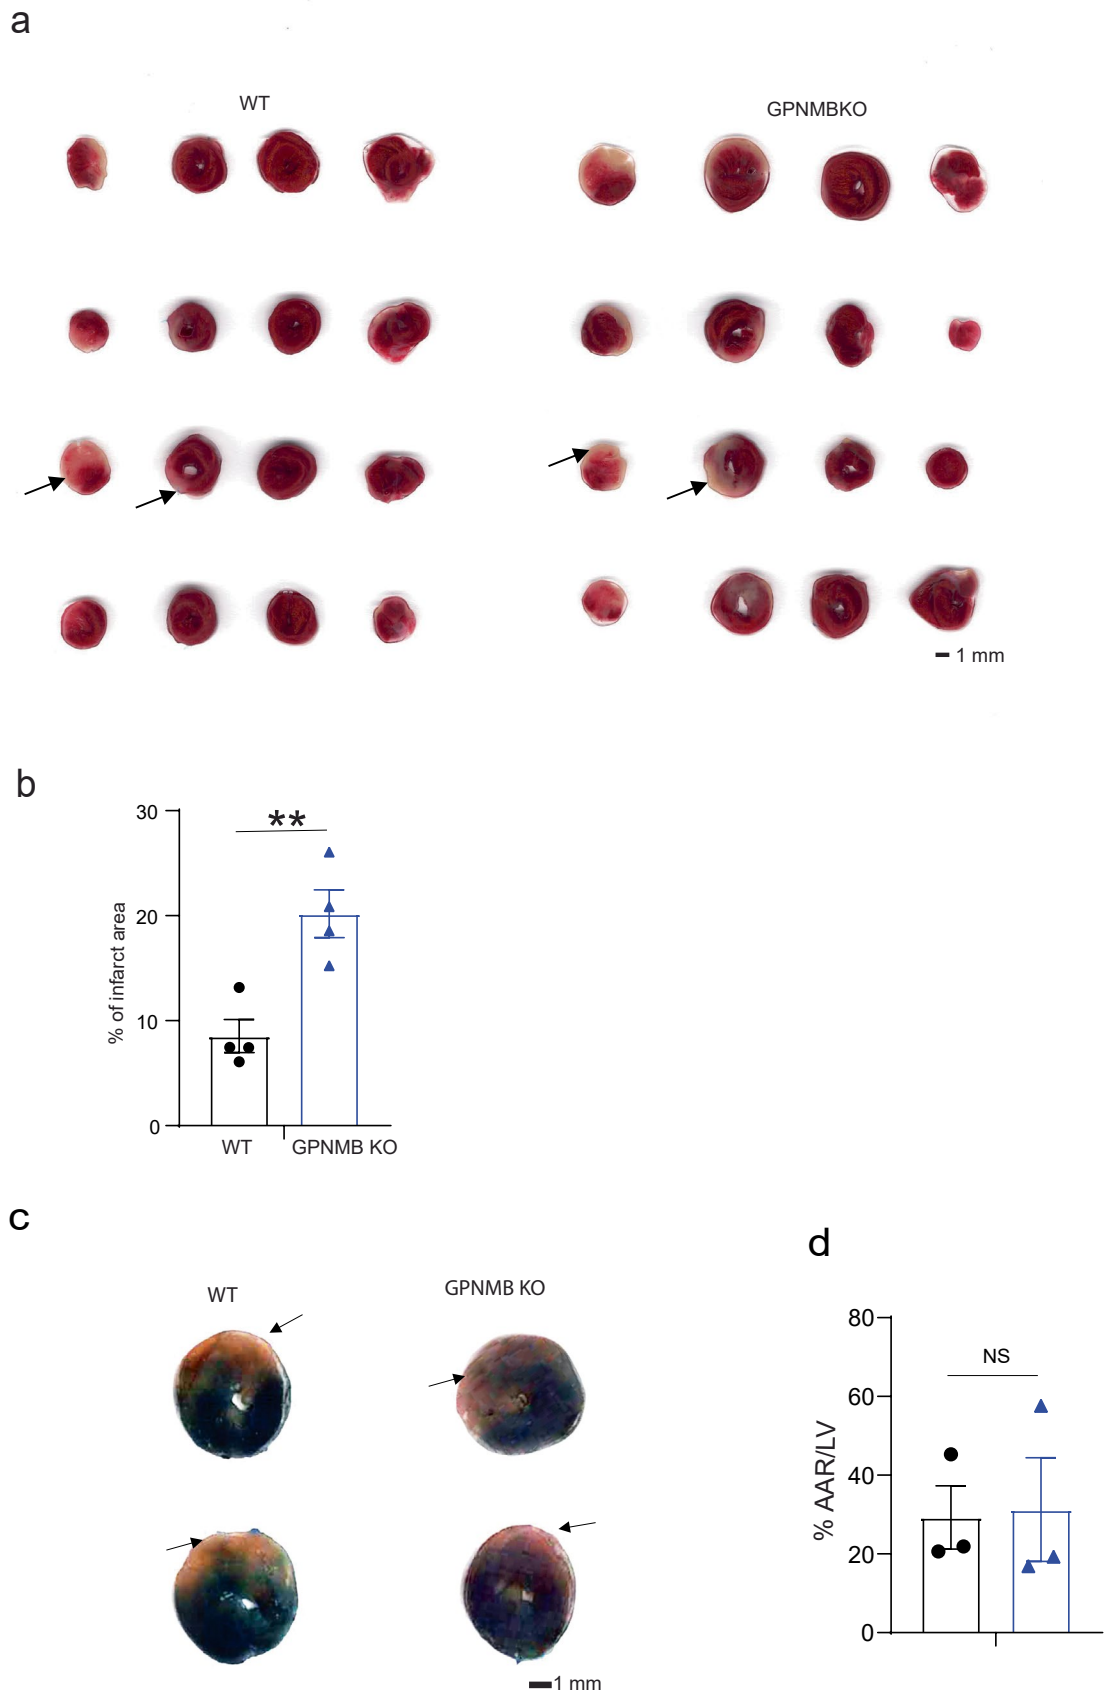 a
WT
GPNMBKO
1 mm
b
30
20
10
0
% of infarct area
**
WT
GPNMB KO
c
WT
GPNMB KO
1 mm
d
80
60
40
20
0
% AAR/LV
NS